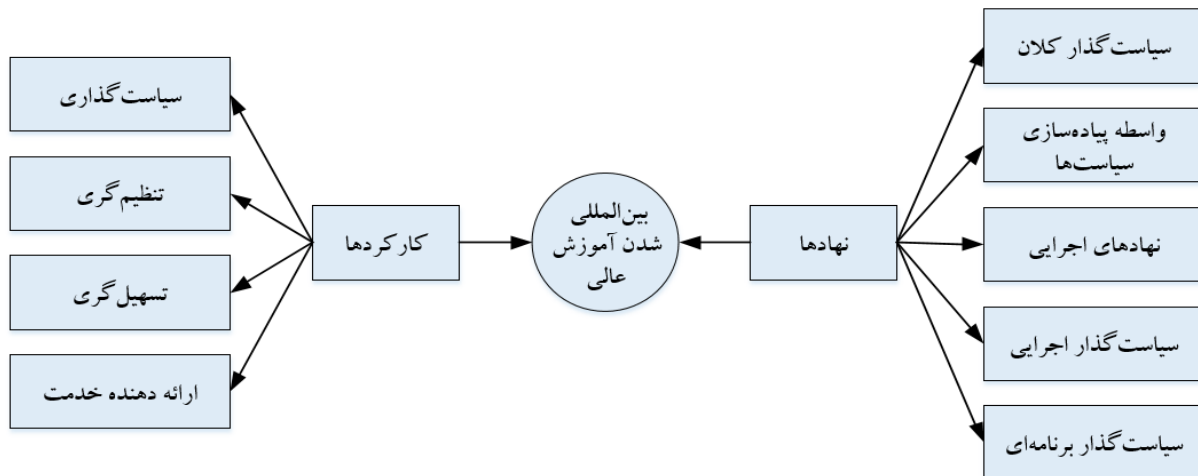 سیاست‌گذار کلان
واسطه پیاده‌سازی
سیاست‌ها
نهادهای اجرایی
سیاست‌گذار اجرایی
سیاست‌گذار برنامه‌ای
نهادها
بین‌المللی
شدن آموزش
عالی
کارکردها
سیاست‌گذاری
تنظیم‌گری
تسهیل‌گری
ارائه دهنده خدمت